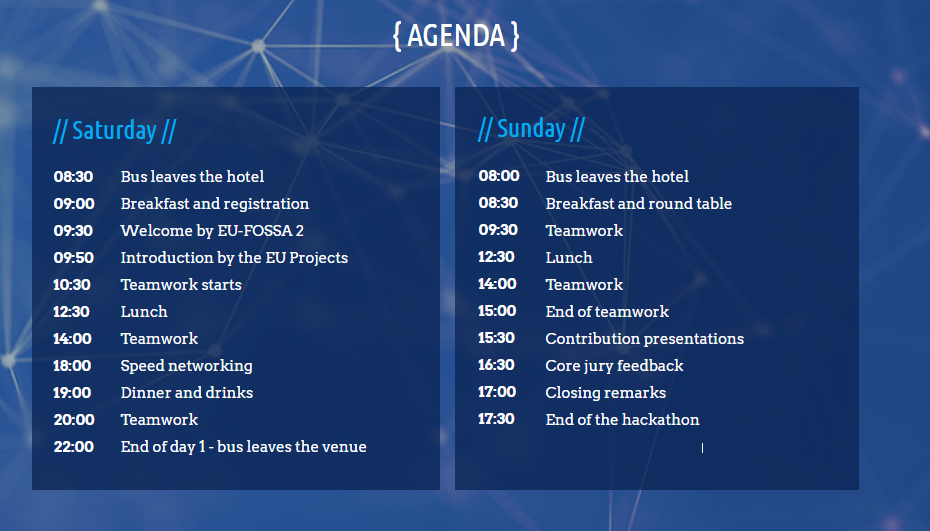 { AGENDA }
// Saturday //
08:30 Bus leaves the hotel
09:00 Breakfast and registration
09:30 Welcome by EU-FOSSA 2
09:50 Introduction by the EU Projects
10:30 Teamwork starts
12:30 Lunch
14:00 Teamwork
18:00 Speed networking
19:00 Dinner and drinks
20:00 Teamwork
22:00 End of day 1 - bus leaves the venue
// Sunday //
08:00 Bus leaves the hotel
08:30 Breakfast and round table
09:30 Teamwork
12:30 Lunch
14:00 Teamwork
15:00 End of teamwork
15:30 Contribution presentations
16:30 Core jury feedback
17:00 Closing remarks
17:30 End of the hackathon